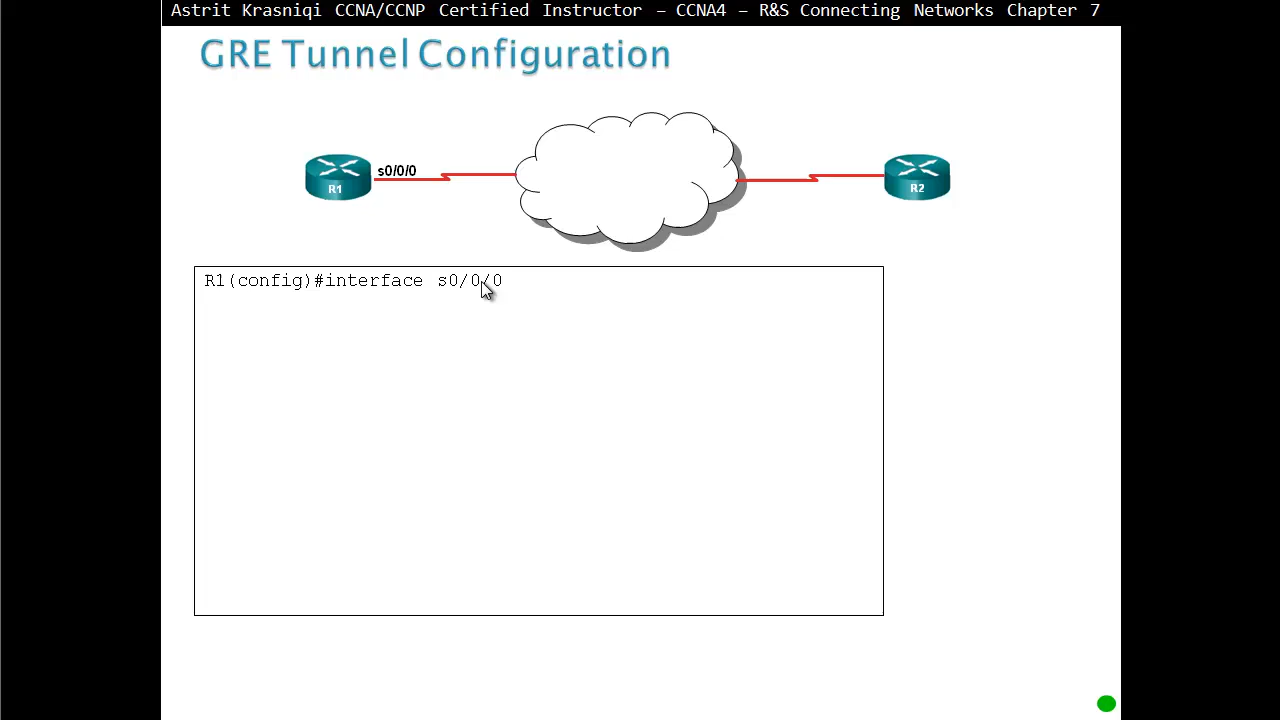 Astrit Krasniqi CCNA/CCNP Certified Instructor – CCNA4 – R&S Connecting Networks Chapter 7
GRE Tunnel Configuration
s0/0/0
R1
R2
R1(config)#interface s0/0/0